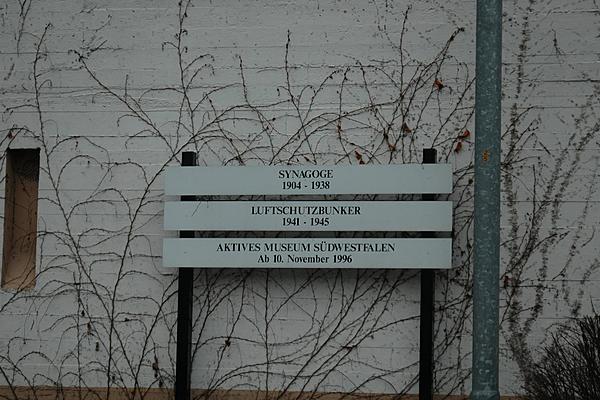 SYNAGOGE
1904 - 1938
LUFTSCHUTZBUNKER
1941 - 1945
AKTIVES MUSEUM SÜDWESTFALEN
Ab 10. November 1996